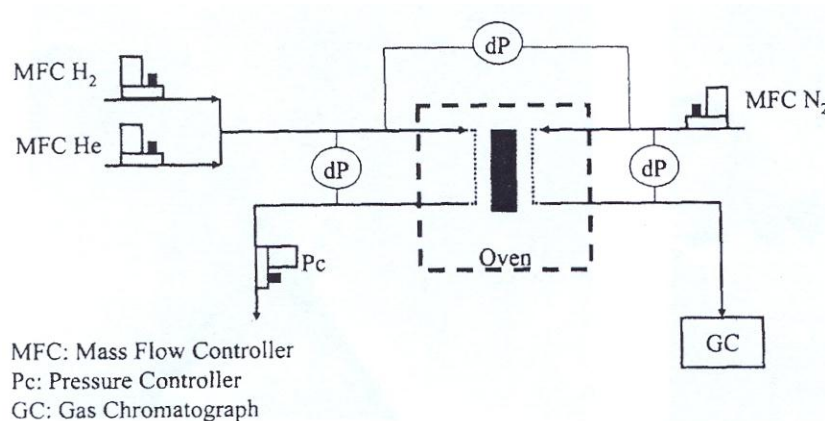 dP
MFC H₂
MFC N₂
MFC He
dP
dP
Oven
Pc
MFC: Mass Flow Controller
Pc: Pressure Controller
GC: Gas Chromatograph
GC